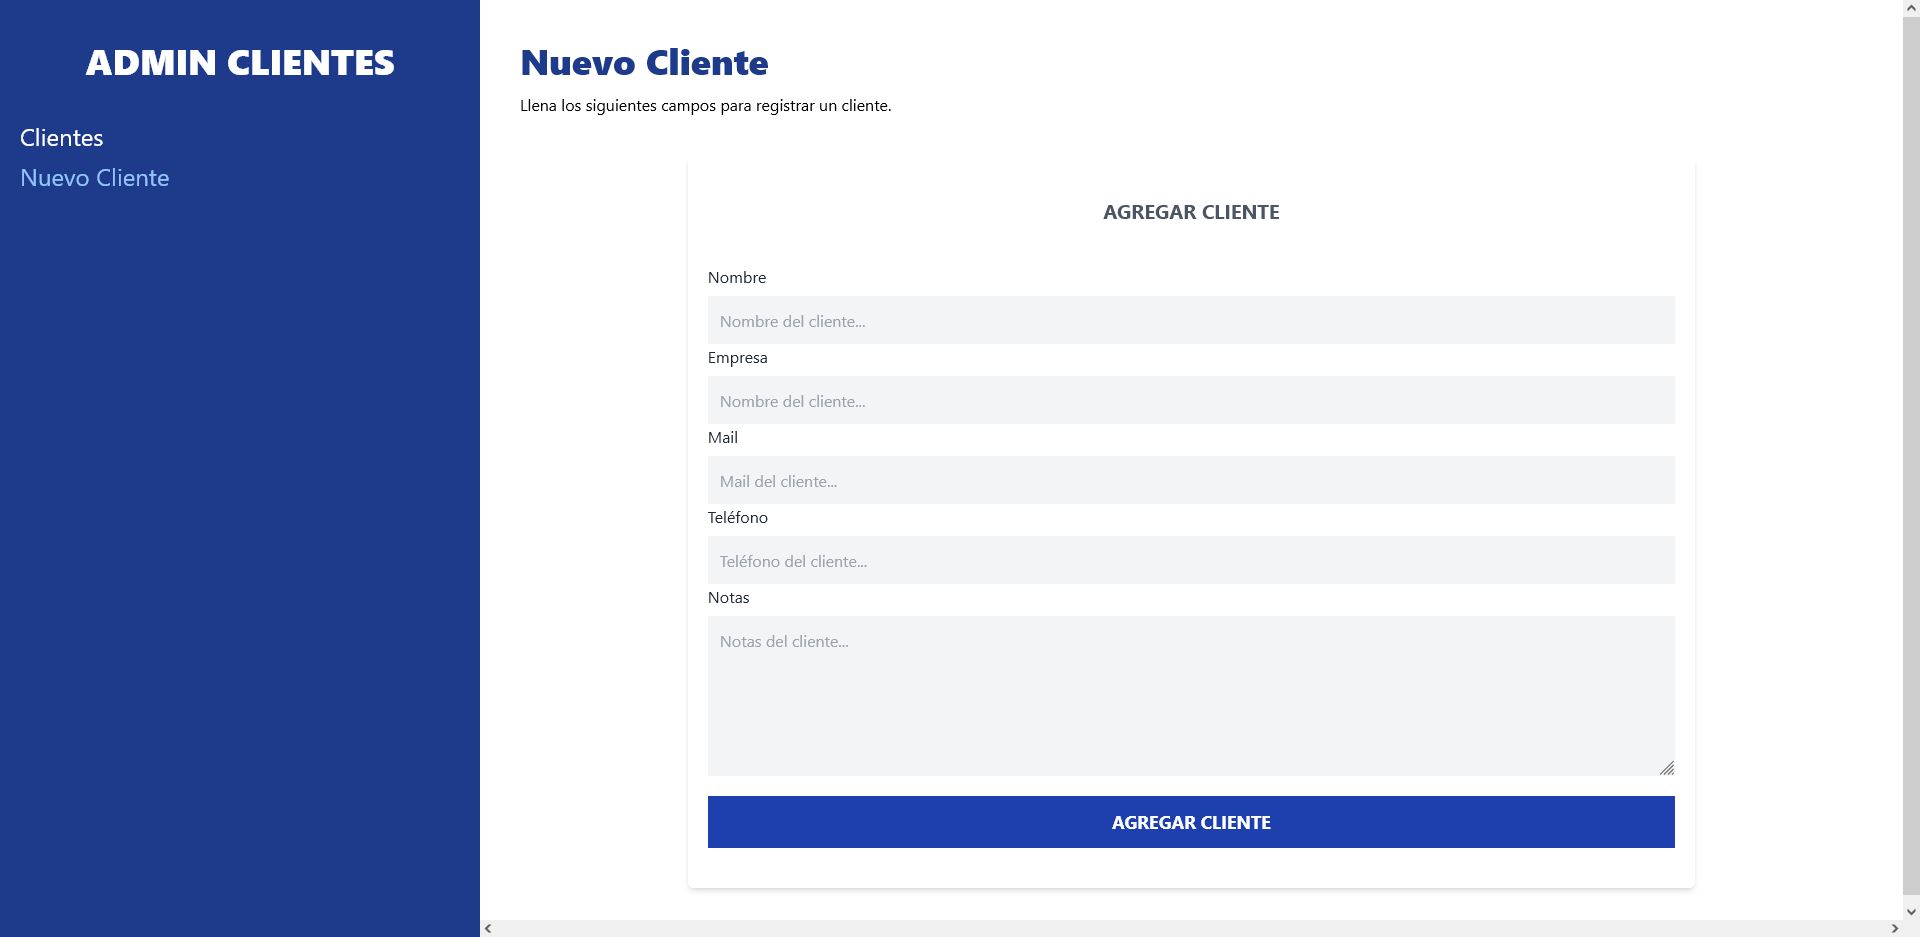 ADMIN CLIENTES
Clientes
Nuevo Cliente
Nuevo Cliente
Llena los siguientes campos para registrar un cliente.
AGREGAR CLIENTE
Nombre
Nombre del cliente...
Empresa
Nombre del cliente...
Mail
Mail del cliente...
Teléfono
Teléfono del cliente...
Notas
Notas del cliente...
AGREGAR CLIENTE